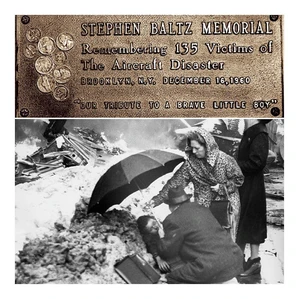 STEPHEN BALTZ MEMORIAL
Remembering 135 Victims of
The Aircraft Disaster
BROOKLYN, N.Y. DECEMBER 16, 1960
"OUR TRIBUTE TO A BRAVE LITTLE BOY"